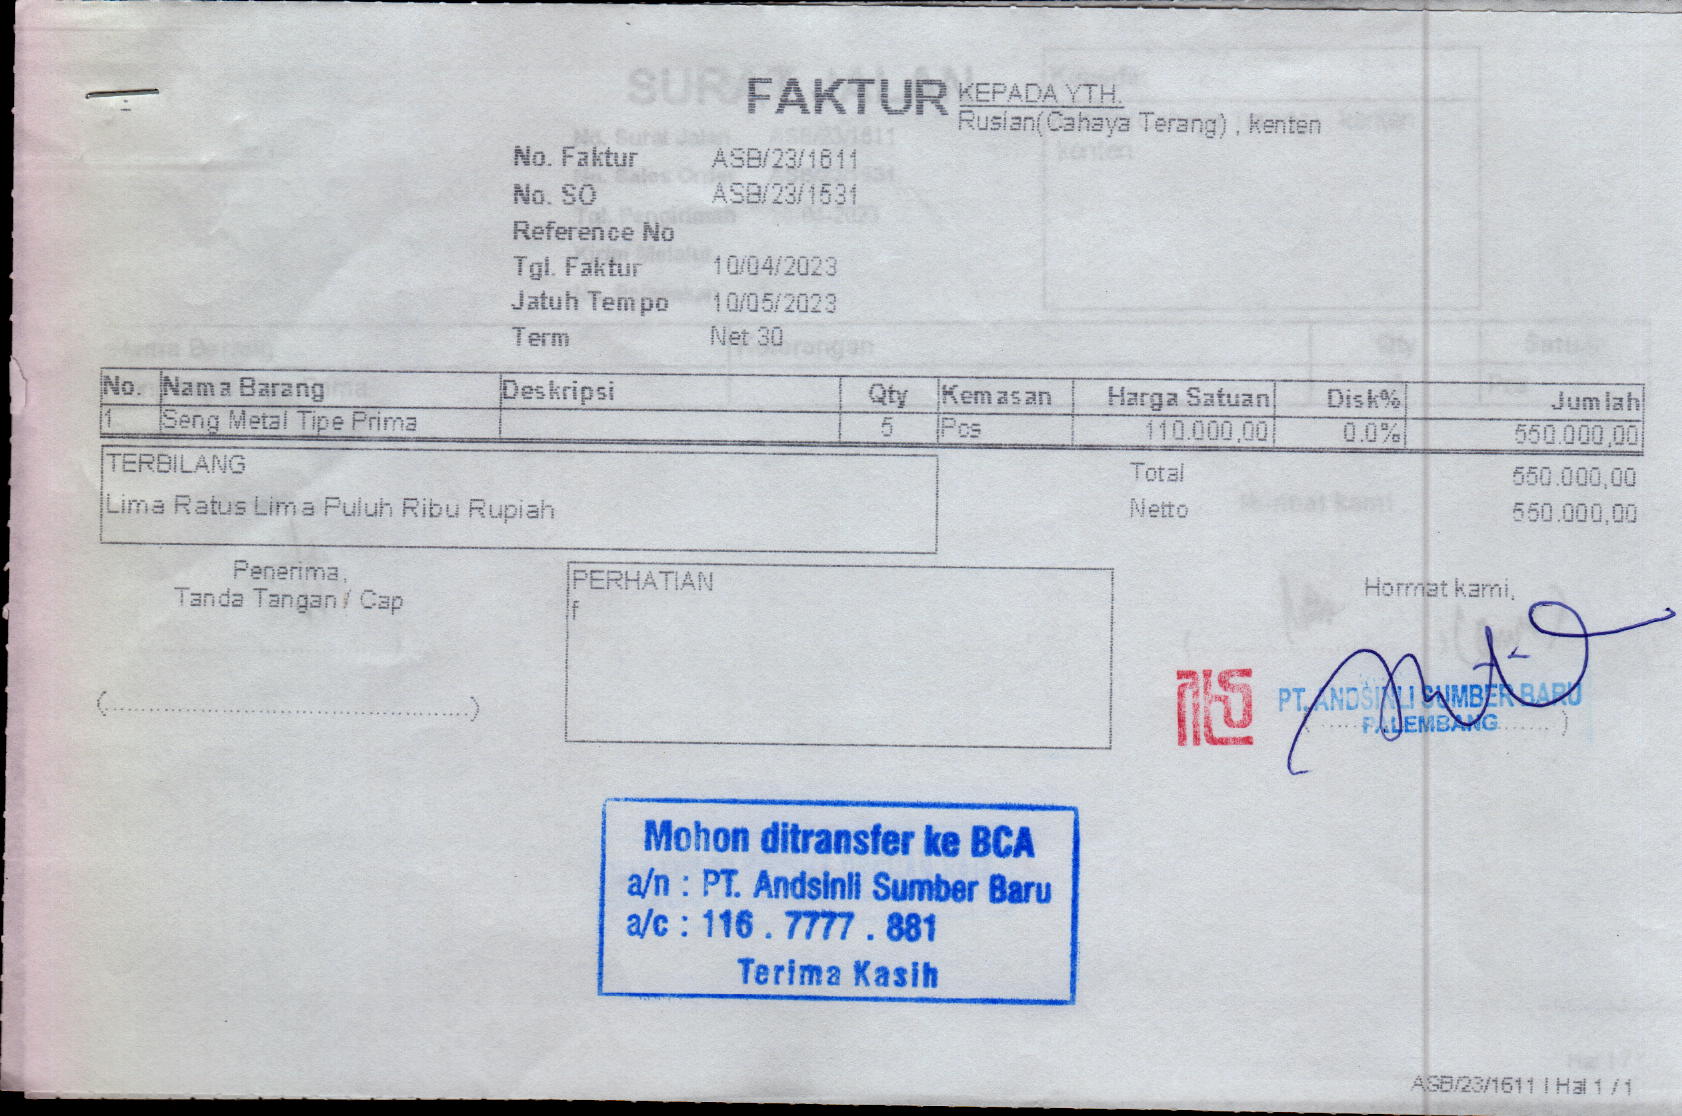 FAKTUR
KEPADA YTH.
Ruslan(Cahaya Terang) , kenten
No. Faktur ASB/23/1611
No. SO ASB/23/1531
Reference No
Tgl. Faktur 10/04/2023
Jatuh Tempo 10/05/2023
Term Net 30
No. Nama Barang Deskripsi Qty Kemasan Harga Satuan Disk% Jumlah
1 Seng Metal Tipe Prima 5 Pcs 110.000,00 0.0% 550.000,00
TERBILANG
Lima Ratus Lima Puluh Ribu Rupiah
Total 550.000,00
Netto 550.000,00
Penerima,
Tanda Tangan / Cap
PERHATIAN
f
Hormat kami,
(..........................................)
PT. ANDSINLI SUMBER BARU
PALEMBANG
Mohon ditransfer ke BCA
a/n : PT. Andsinli Sumber Baru
a/c : 116 . 7777 . 881
Terima Kasih
ASB/23/1611 | Hal 1 / 1